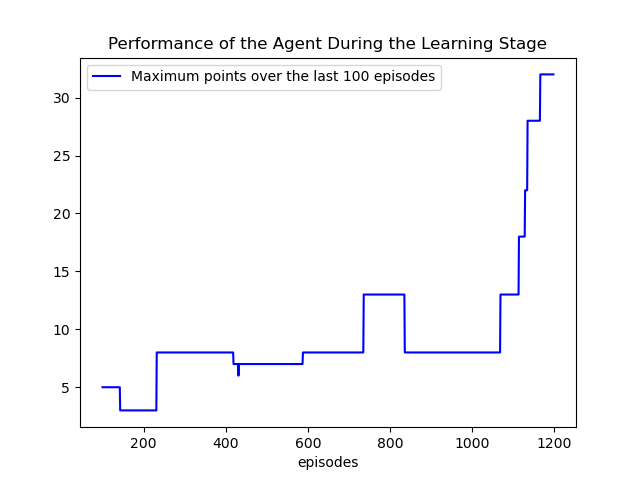 Performance of the Agent During the Learning Stage
Maximum points over the last 100 episodes
30
25
20
15
10
5
200 400 600 800 1000 1200
episodes